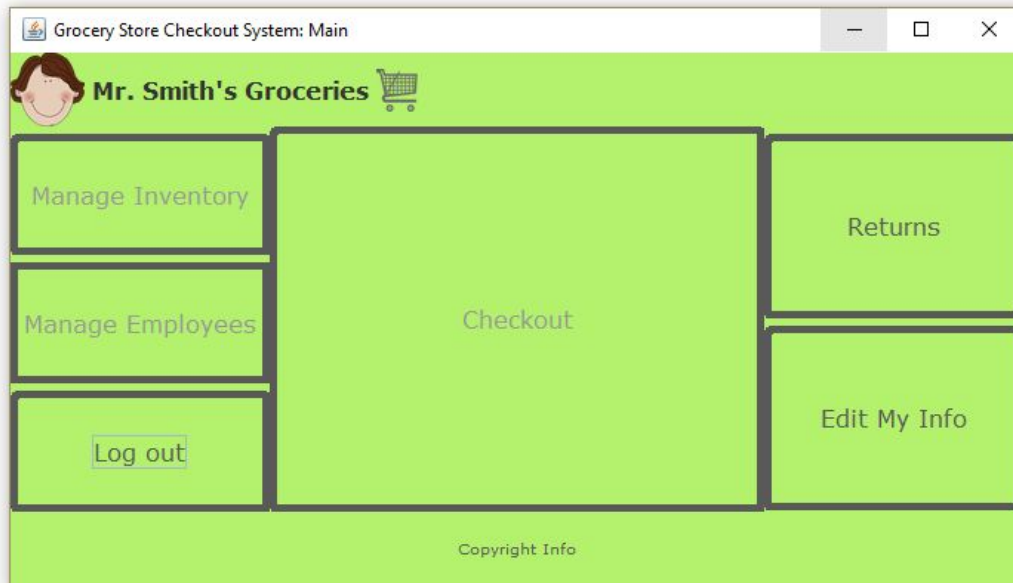 Grocery Store Checkout System: Main
Mr. Smith's Groceries
Manage Inventory
Manage Employees
Log out
Checkout
Returns
Edit My Info
Copyright Info